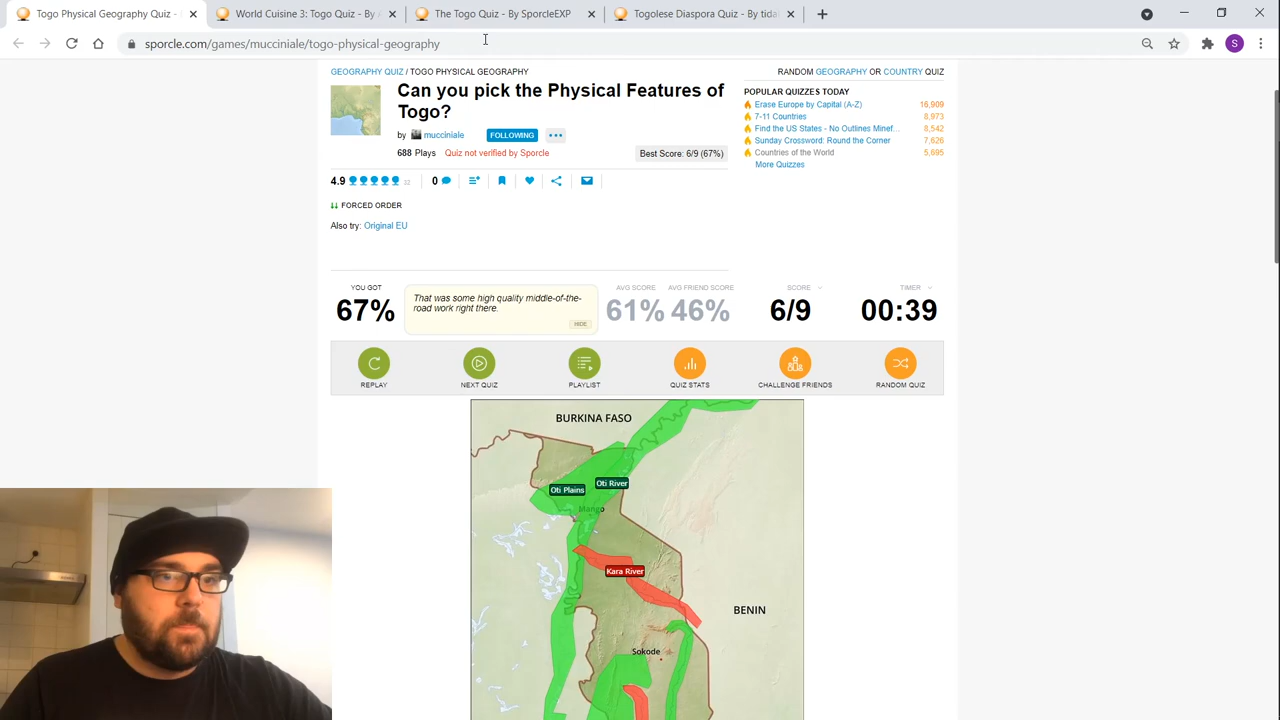 Togo Physical Geography Quiz -
World Cuisine 3: Togo Quiz - By A
The Togo Quiz - By SporcleEXP
Togolese Diaspora Quiz - By tidal
sporcle.com/games/mucciniale/togo-physical-geography
S
GEOGRAPHY QUIZ / TOGO PHYSICAL GEOGRAPHY
RANDOM GEOGRAPHY OR COUNTRY QUIZ
Can you pick the Physical Features of
Togo?
by mucciniale FOLLOWING
688 Plays Quiz not verified by Sporcle
Best Score: 6/9 (67%)
POPULAR QUIZZES TODAY
Erase Europe by Capital (A-Z) 16,909
7-11 Countries 8,973
Find the US States - No Outlines Minef... 8,542
Sunday Crossword: Round the Corner 7,626
Countries of the World 5,695
More Quizzes
4.9
0
FORCED ORDER
Also try: Original EU
YOU GOT
67%
That was some high quality middle-of-the-
road work right there.
HIDE
AVG SCORE
61%
AVG FRIEND SCORE
46%
SCORE
6/9
TIMER
00:39
REPLAY
NEXT QUIZ
PLAYLIST
QUIZ STATS
CHALLENGE FRIENDS
RANDOM QUIZ
BURKINA FASO
Oti River
Oti Plains
Mango
Kara River
BENIN
Sokode